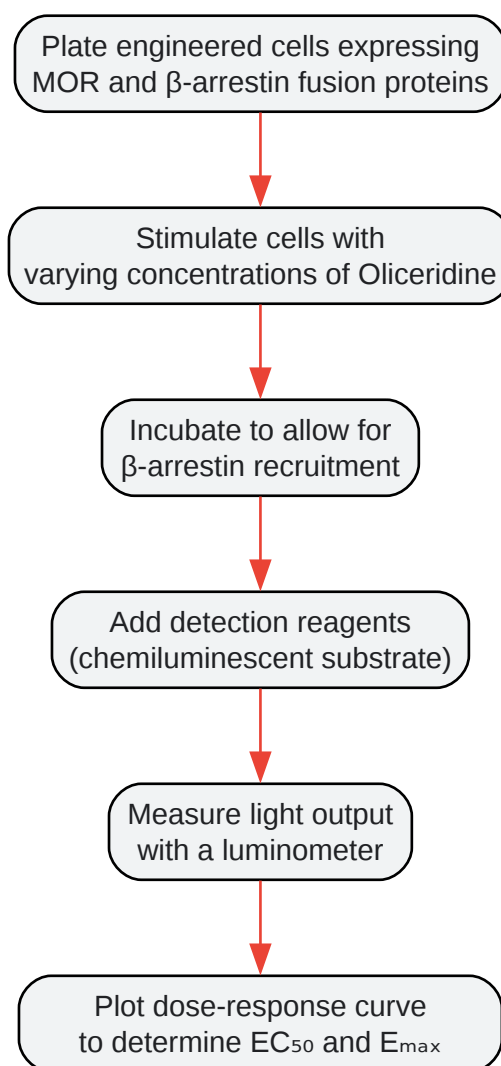 Plate engineered cells expressing
MOR and β-arrestin fusion proteins
Stimulate cells with
varying concentrations of Oliceridine
Incubate to allow for
β-arrestin recruitment
Add detection reagents
(chemiluminescent substrate)
Measure light output
with a luminometer
Plot dose-response curve
to determine EC₅₀ and Eₘₐₓ